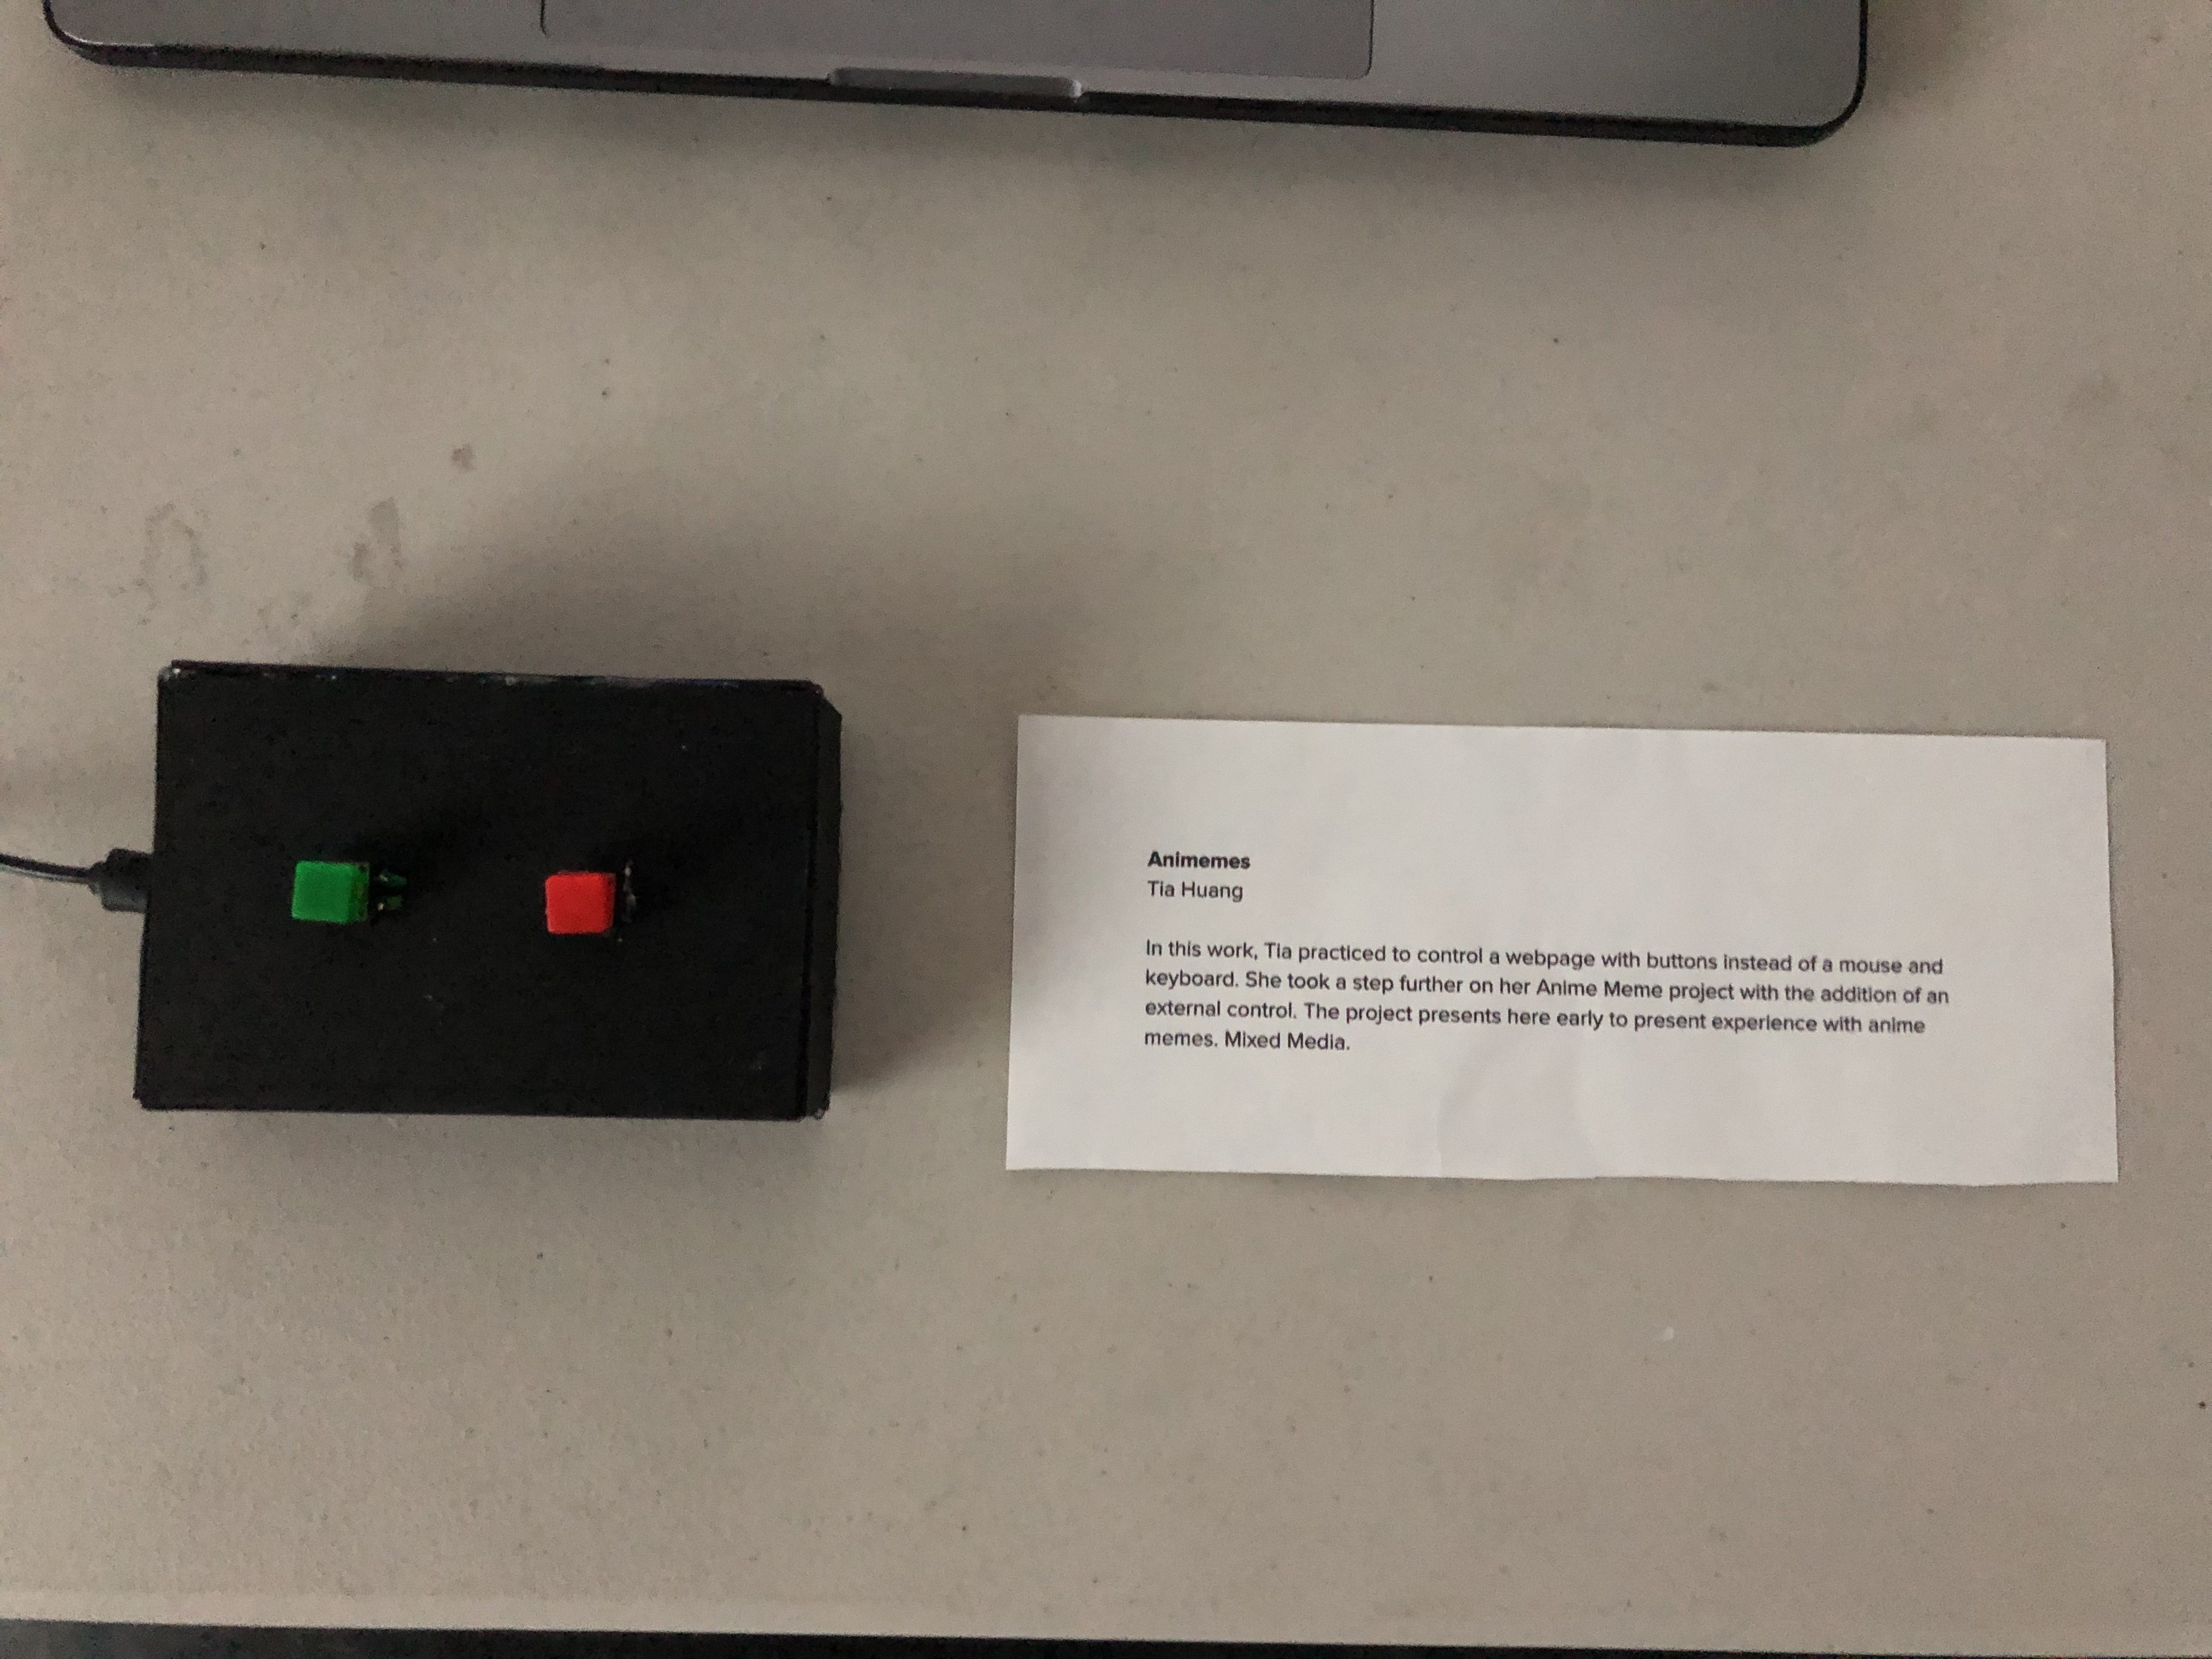 Animemes
Tia Huang
In this work, Tia practiced to control a webpage with buttons instead of a mouse and
keyboard. She took a step further on her Anime Meme project with the addition of an
external control. The project presents here early to present experience with anime
memes. Mixed Media.